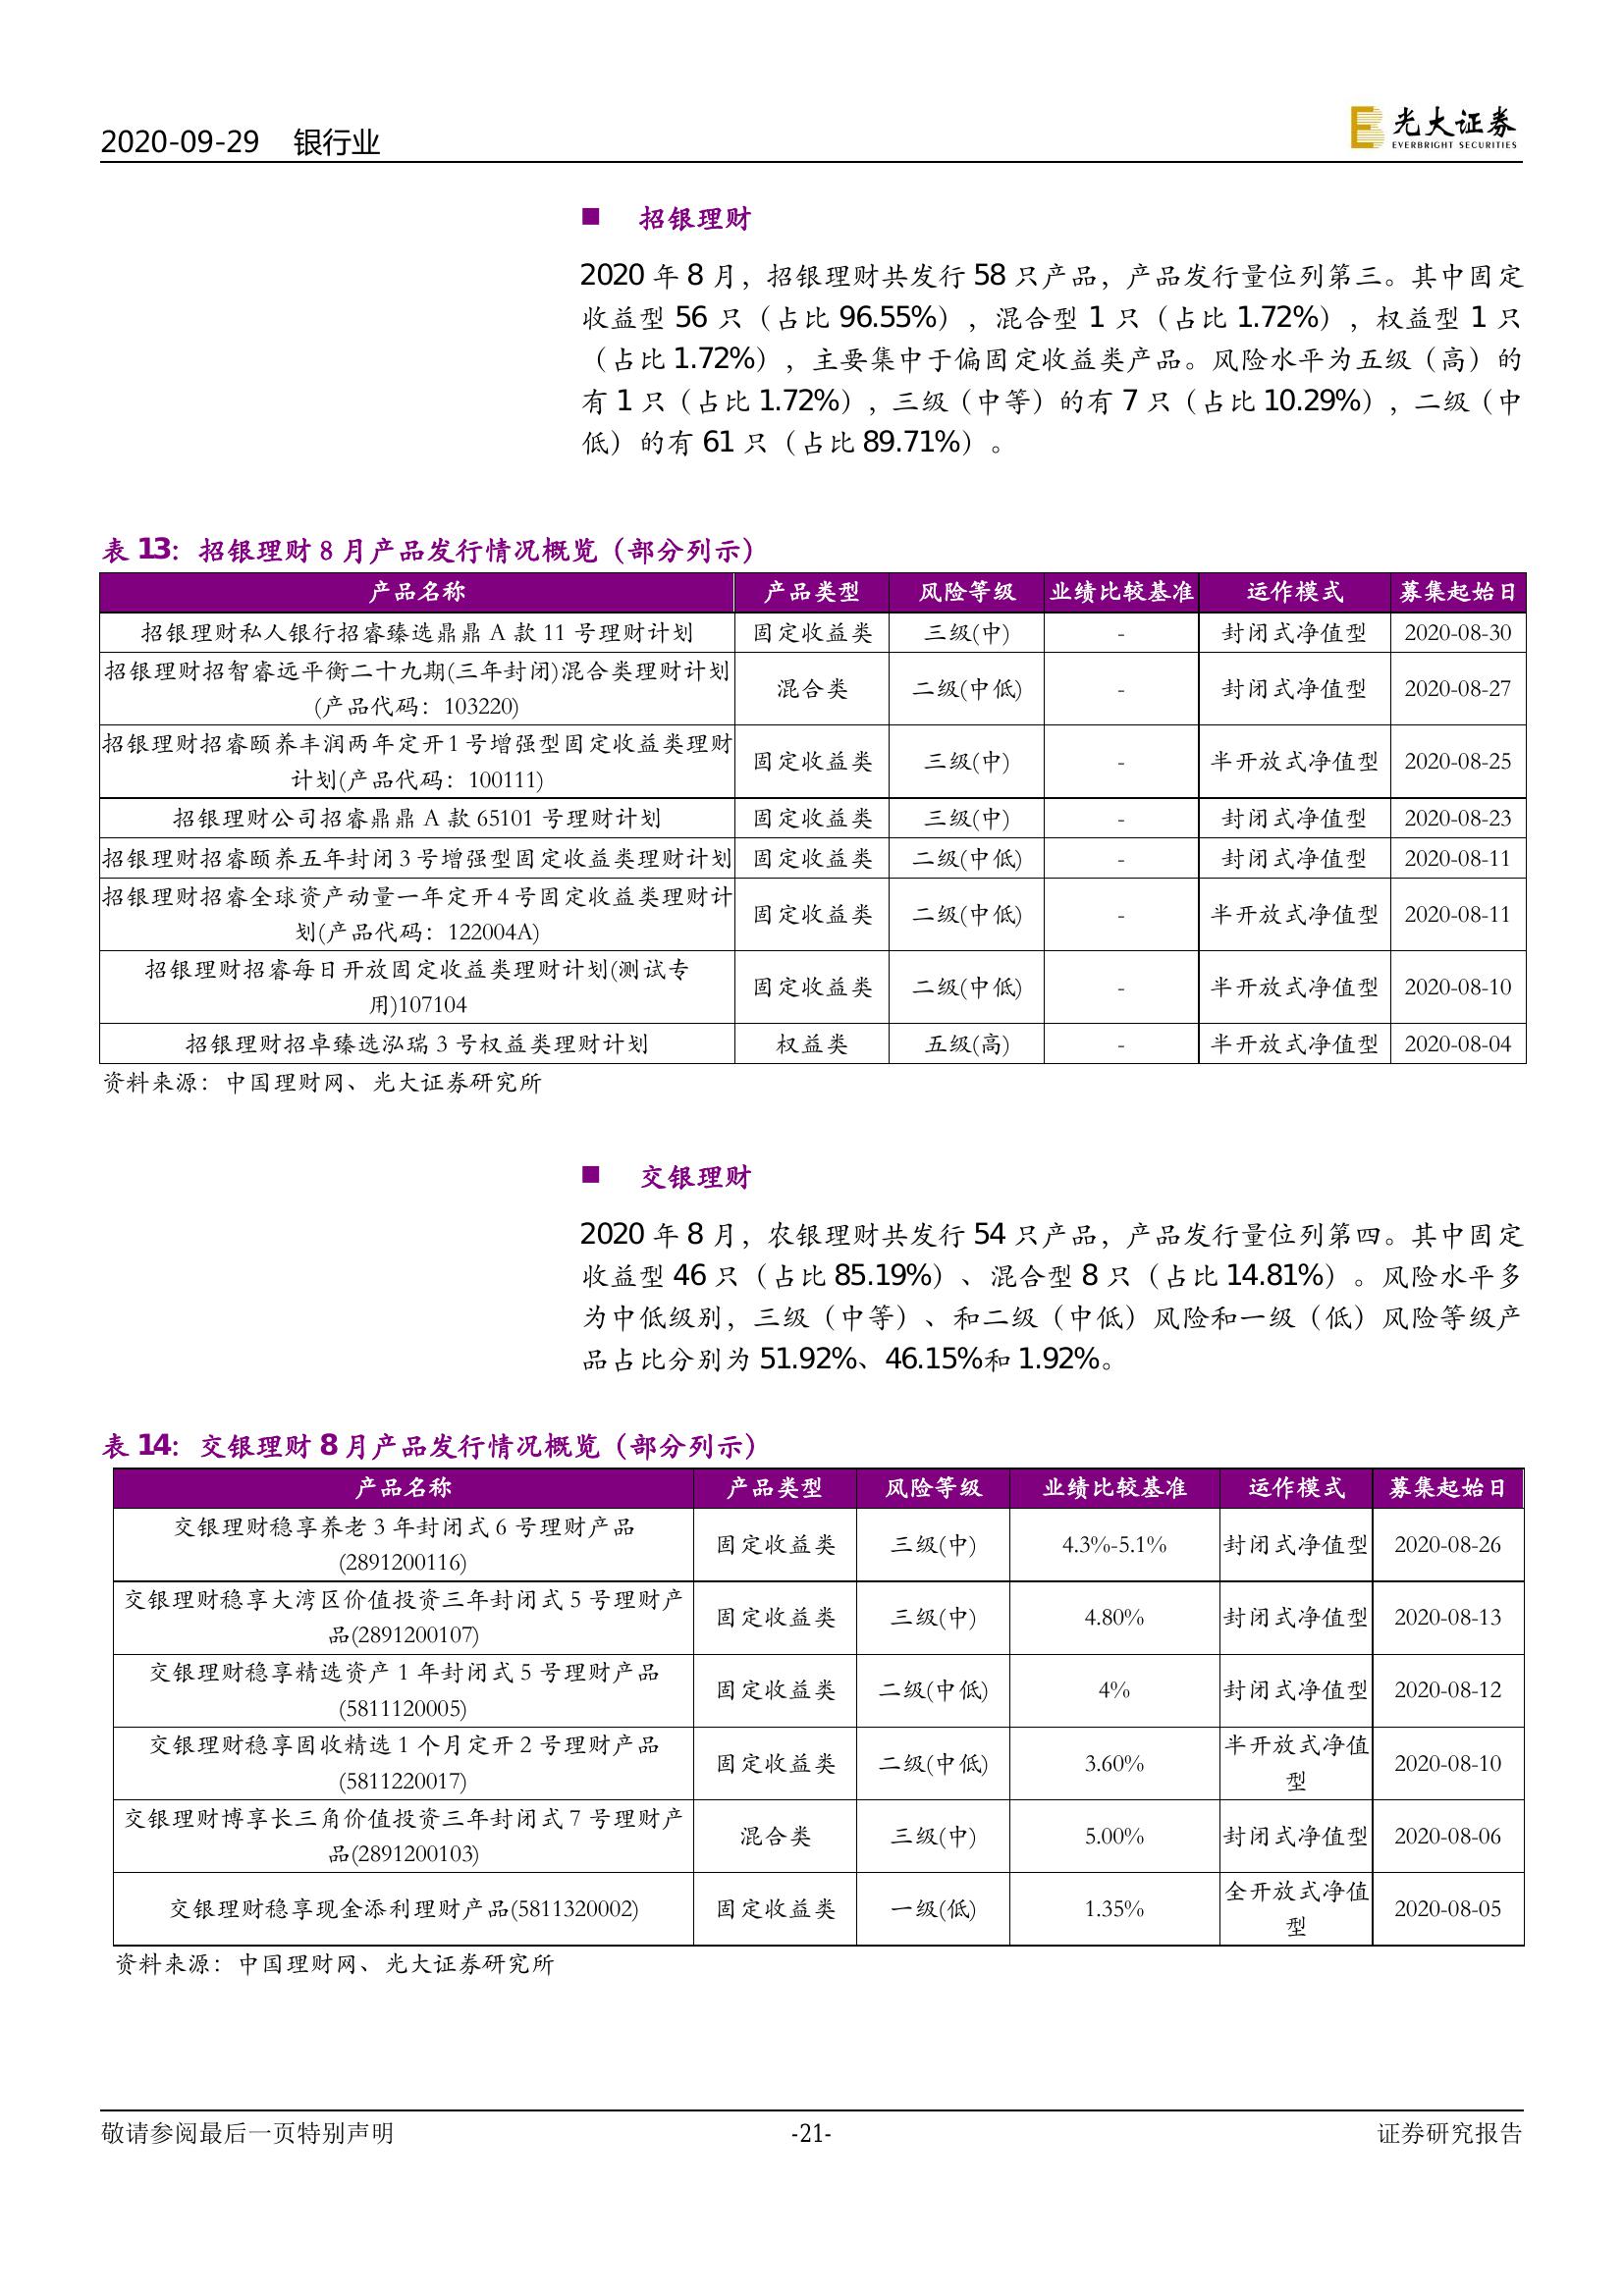 2020-09-29 银行业
光大证券
EVERBRIGHT SECURITIES
招银理财
2020 年 8 月，招银理财共发行 58 只产品，产品发行量位列第三。其中固定
收益型 56 只（占比 96.55%），混合型 1 只（占比 1.72%），权益型 1 只
（占比 1.72%），主要集中于偏固定收益类产品。风险水平为五级（高）的
有 1 只（占比 1.72%），三级（中等）的有 7 只（占比 10.29%），二级（中
低）的有 61 只（占比 89.71%）。
表 13：招银理财 8 月产品发行情况概览（部分列示）
产品名称 产品类型 风险等级 业绩比较基准 运作模式 募集起始日
招银理财私人银行招睿臻选鼎鼎 A 款 11 号理财计划 固定收益类 三级(中) - 封闭式净值型 2020-08-30
招银理财招智睿远平衡二十九期(三年封闭)混合类理财计划
(产品代码：103220) 混合类 二级(中低) - 封闭式净值型 2020-08-27
招银理财招睿颐养丰润两年定开1 号增强型固定收益类理财
计划(产品代码：100111) 固定收益类 三级(中) - 半开放式净值型 2020-08-25
招银理财公司招睿鼎鼎 A 款 65101 号理财计划 固定收益类 三级(中) - 封闭式净值型 2020-08-23
招银理财招睿颐养五年封闭 3 号增强型固定收益类理财计划 固定收益类 二级(中低) - 封闭式净值型 2020-08-11
招银理财招睿全球资产动量一年定开 4 号固定收益类理财计
划(产品代码：122004A) 固定收益类 二级(中低) - 半开放式净值型 2020-08-11
招银理财招睿每日开放固定收益类理财计划(测试专
用)107104 固定收益类 二级(中低) - 半开放式净值型 2020-08-10
招银理财招卓臻选泓瑞 3 号权益类理财计划 权益类 五级(高) - 半开放式净值型 2020-08-04
资料来源：中国理财网、光大证券研究所
交银理财
2020 年 8 月，农银理财共发行 54 只产品，产品发行量位列第四。其中固定
收益型 46 只（占比 85.19%）、混合型 8 只（占比 14.81%）。风险水平多
为中低级别，三级（中等）、和二级（中低）风险和一级（低）风险等级产
品占比分别为 51.92%、46.15%和 1.92%。
表 14：交银理财 8 月产品发行情况概览（部分列示）
产品名称 产品类型 风险等级 业绩比较基准 运作模式 募集起始日
交银理财稳享养老 3 年封闭式 6 号理财产品
(2891200116) 固定收益类 三级(中) 4.3%-5.1% 封闭式净值型 2020-08-26
交银理财稳享大湾区价值投资三年封闭式 5 号理财产
品(2891200107) 固定收益类 三级(中) 4.80% 封闭式净值型 2020-08-13
交银理财稳享精选资产 1 年封闭式 5 号理财产品
(5811120005) 固定收益类 二级(中低) 4% 封闭式净值型 2020-08-12
交银理财稳享固收精选 1 个月定开 2 号理财产品
(5811220017) 固定收益类 二级(中低) 3.60% 半开放式净值
型 2020-08-10
交银理财博享长三角价值投资三年封闭式 7 号理财产
品(2891200103) 混合类 三级(中) 5.00% 封闭式净值型 2020-08-06
交银理财稳享现金添利理财产品(5811320002) 固定收益类 一级(低) 1.35% 全开放式净值
型 2020-08-05
资料来源：中国理财网、光大证券研究所
敬请参阅最后一页特别声明 -21- 证券研究报告